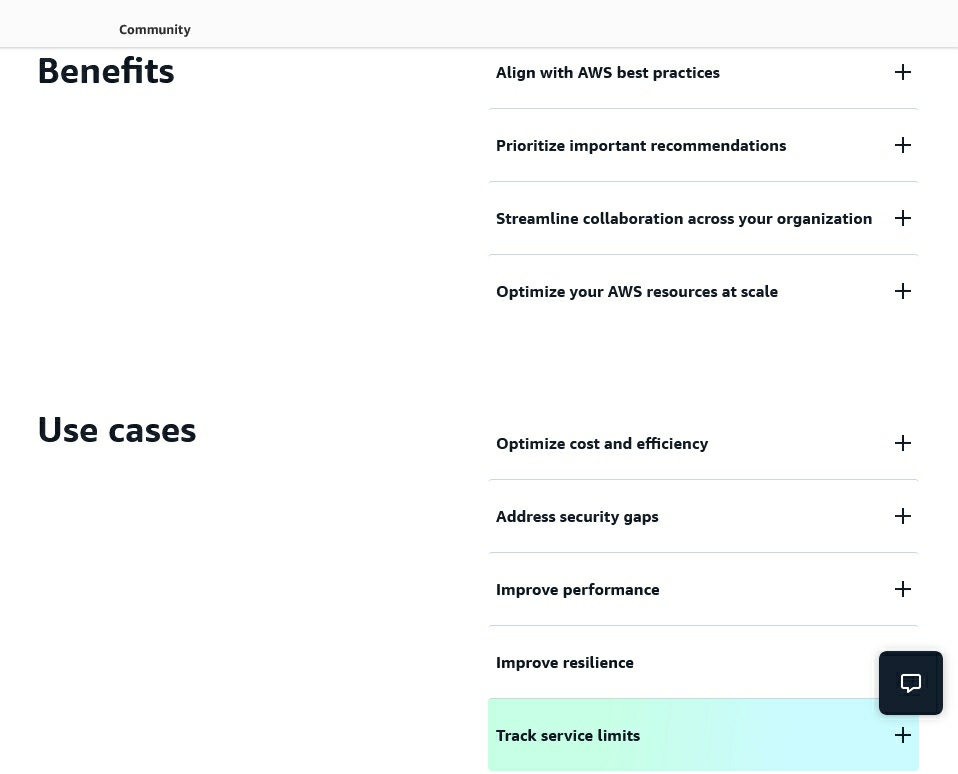 Community
Benefits
Align with AWS best practices
Prioritize important recommendations
Streamline collaboration across your organization
Optimize your AWS resources at scale
Use cases
Optimize cost and efficiency
Address security gaps
Improve performance
Improve resilience
Track service limits